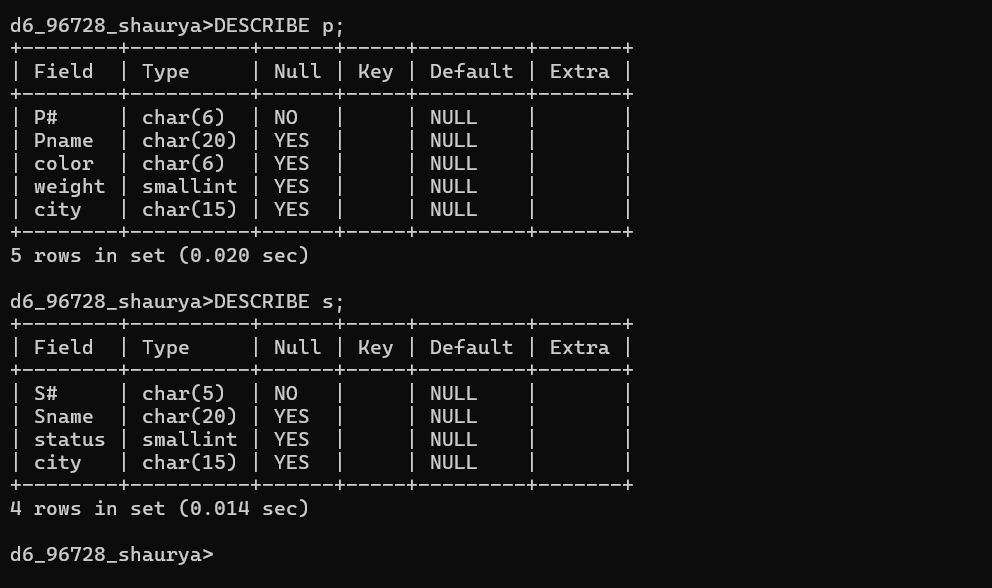 d6_96728_shaurya>DESCRIBE p;
+--------+----------+------+-----+---------+-------+
| Field  | Type     | Null | Key | Default | Extra |
+--------+----------+------+-----+---------+-------+
| P#     | char(6)  | NO   |     | NULL    |       |
| Pname  | char(20) | YES  |     | NULL    |       |
| color  | char(6)  | YES  |     | NULL    |       |
| weight | smallint | YES  |     | NULL    |       |
| city   | char(15) | YES  |     | NULL    |       |
+--------+----------+------+-----+---------+-------+
5 rows in set (0.020 sec)

d6_96728_shaurya>DESCRIBE s;
+--------+----------+------+-----+---------+-------+
| Field  | Type     | Null | Key | Default | Extra |
+--------+----------+------+-----+---------+-------+
| S#     | char(5)  | NO   |     | NULL    |       |
| Sname  | char(20) | YES  |     | NULL    |       |
| status | smallint | YES  |     | NULL    |       |
| city   | char(15) | YES  |     | NULL    |       |
+--------+----------+------+-----+---------+-------+
4 rows in set (0.014 sec)

d6_96728_shaurya>